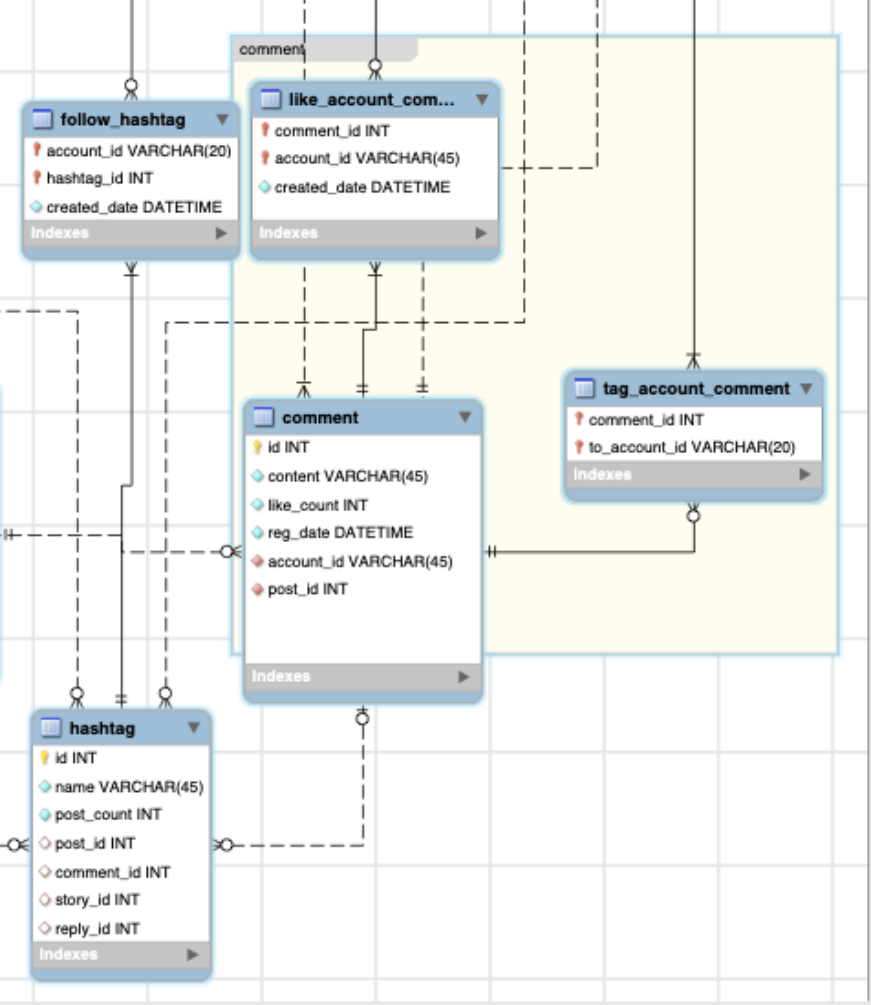 comment
follow_hashtag
account_id VARCHAR(20)
hashtag_id INT
created_date DATETIME
Indexes
like_account_com...
comment_id INT
account_id VARCHAR(45)
created_date DATETIME
Indexes
tag_account_comment
comment_id INT
to_account_id VARCHAR(20)
Indexes
comment
id INT
content VARCHAR(45)
like_count INT
reg_date DATETIME
account_id VARCHAR(45)
post_id INT
Indexes
hashtag
id INT
name VARCHAR(45)
post_count INT
post_id INT
comment_id INT
story_id INT
reply_id INT
Indexes